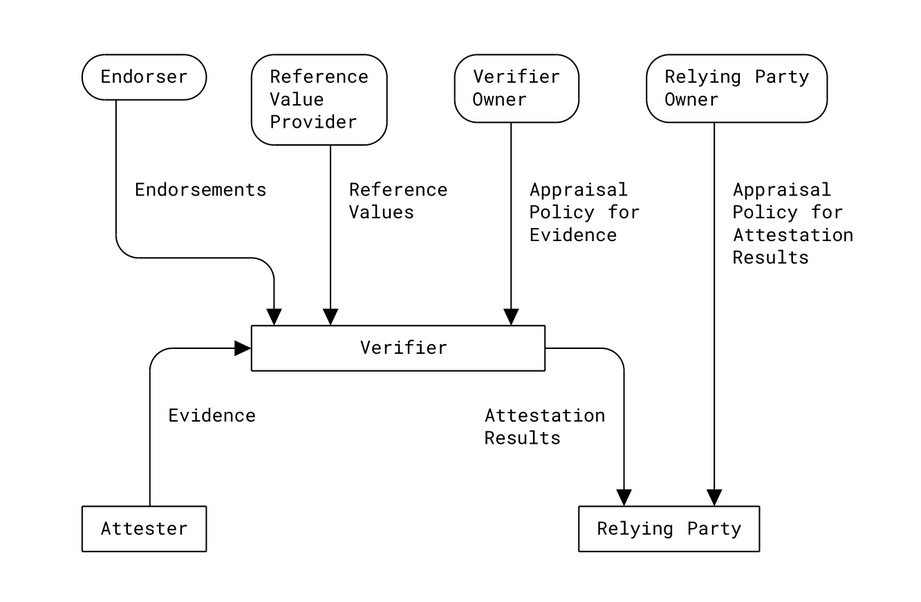 Endorser
Reference
Value
Provider
Verifier
Owner
Relying Party
Owner
Endorsements
Reference
Values
Appraisal
Policy for
Evidence
Appraisal
Policy for
Attestation
Results
Verifier
Evidence
Attestation
Results
Attester
Relying Party